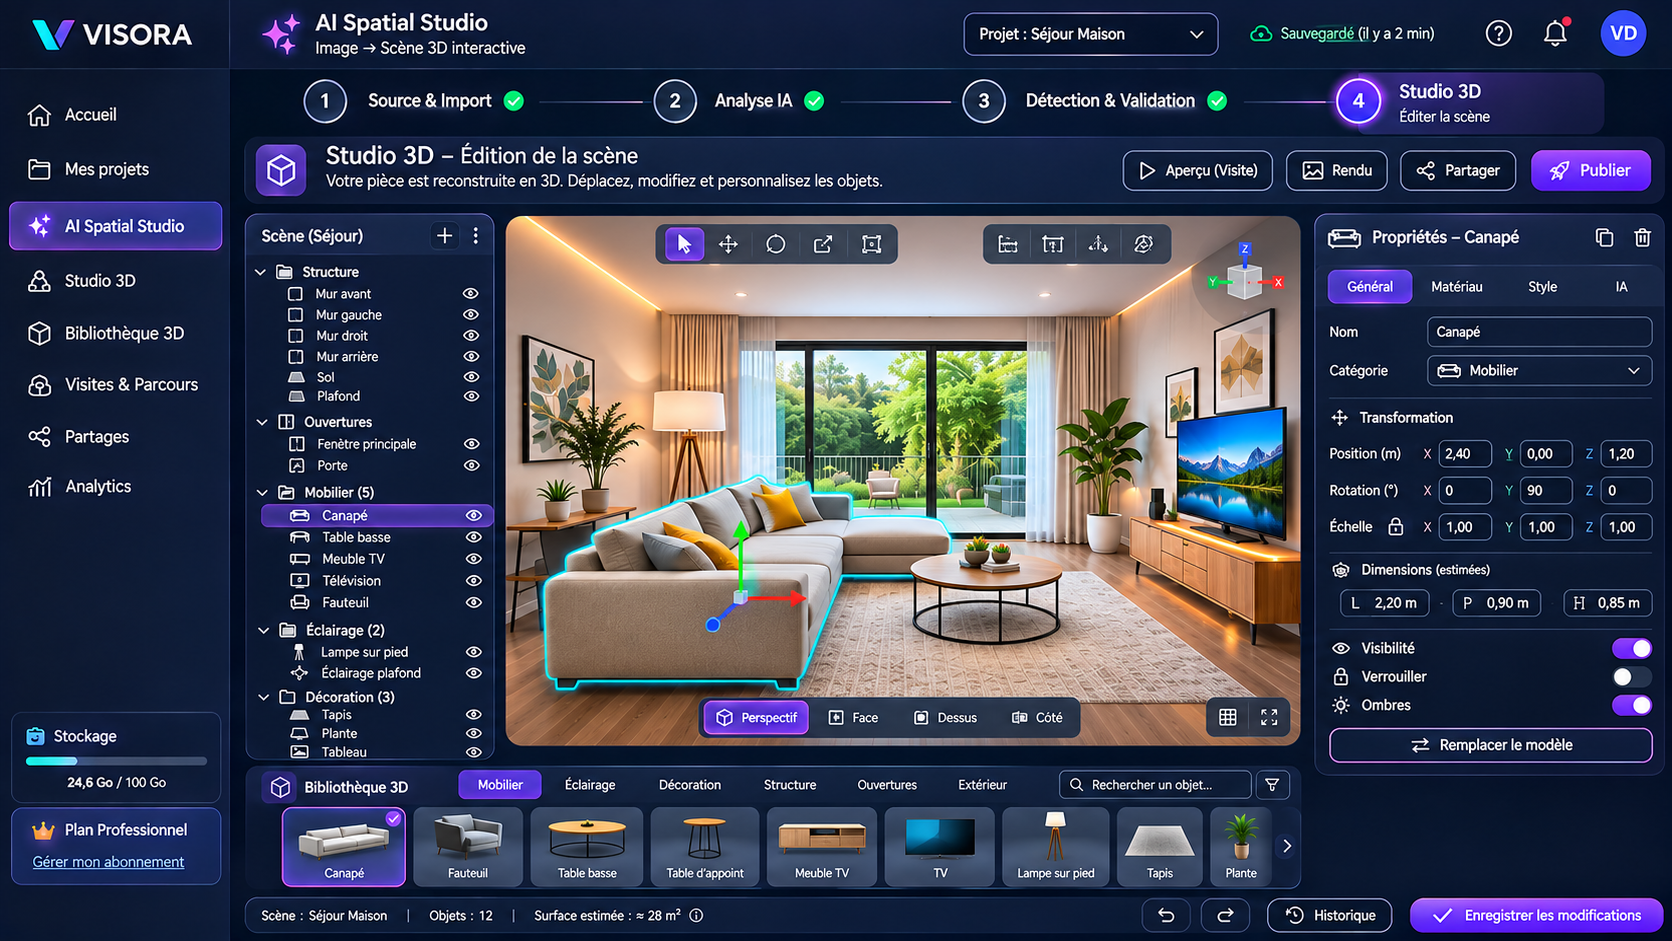 VISORA
AI Spatial Studio
Image → Scène 3D interactive
Projet : Séjour Maison
Sauvegardé (il y a 2 min)
VD
1 Source & Import
2 Analyse IA
3 Détection & Validation
4 Studio 3D
Éditer la scène
Accueil
Mes projets
AI Spatial Studio
Studio 3D
Bibliothèque 3D
Visites & Parcours
Partages
Analytics
Stockage
24,6 Go / 100 Go
Plan Professionnel
Gérer mon abonnement
Studio 3D – Édition de la scène
Votre pièce est reconstruite en 3D. Déplacez, modifiez et personnalisez les objets.
Aperçu (Visite)
Rendu
Partager
Publier
Scène (Séjour)
Structure
Mur avant
Mur gauche
Mur droit
Mur arrière
Sol
Plafond
Ouvertures
Fenètre principale
Porte
Mobilier (5)
Canapé
Table basse
Meuble TV
Télévision
Fauteuil
Éclairage (2)
Lampe sur pied
Éclairage plafond
Décoration (3)
Tapis
Plante
Tableau
Z
Y
X
Perspectif
Face
Dessus
Côté
Propriétés – Canapé
Général
Matériau
Style
IA
Nom Canapé
Catégorie Mobilier
Transformation
Position (m) X 2,40 Y 0,00 Z 1,20
Rotation (°) X 0 Y 90 Z 0
Échelle X 1,00 Y 1,00 Z 1,00
Dimensions (estimées)
L 2,20 m - P 0,90 m H 0,85 m
Visibilité
Verrouiller
Ombres
Remplacer le modèle
Bibliothèque 3D
Mobilier
Éclairage
Décoration
Structure
Ouvertures
Extérieur
Rechercher un objet...
Canapé
Fauteuil
Table basse
Table d'appoint
Meuble TV
TV
Lampe sur pied
Tapis
Plante
Scène : Séjour Maison | Objets : 12 | Surface estimée : ≈ 28 m²
Historique
Enregistrer les modifications